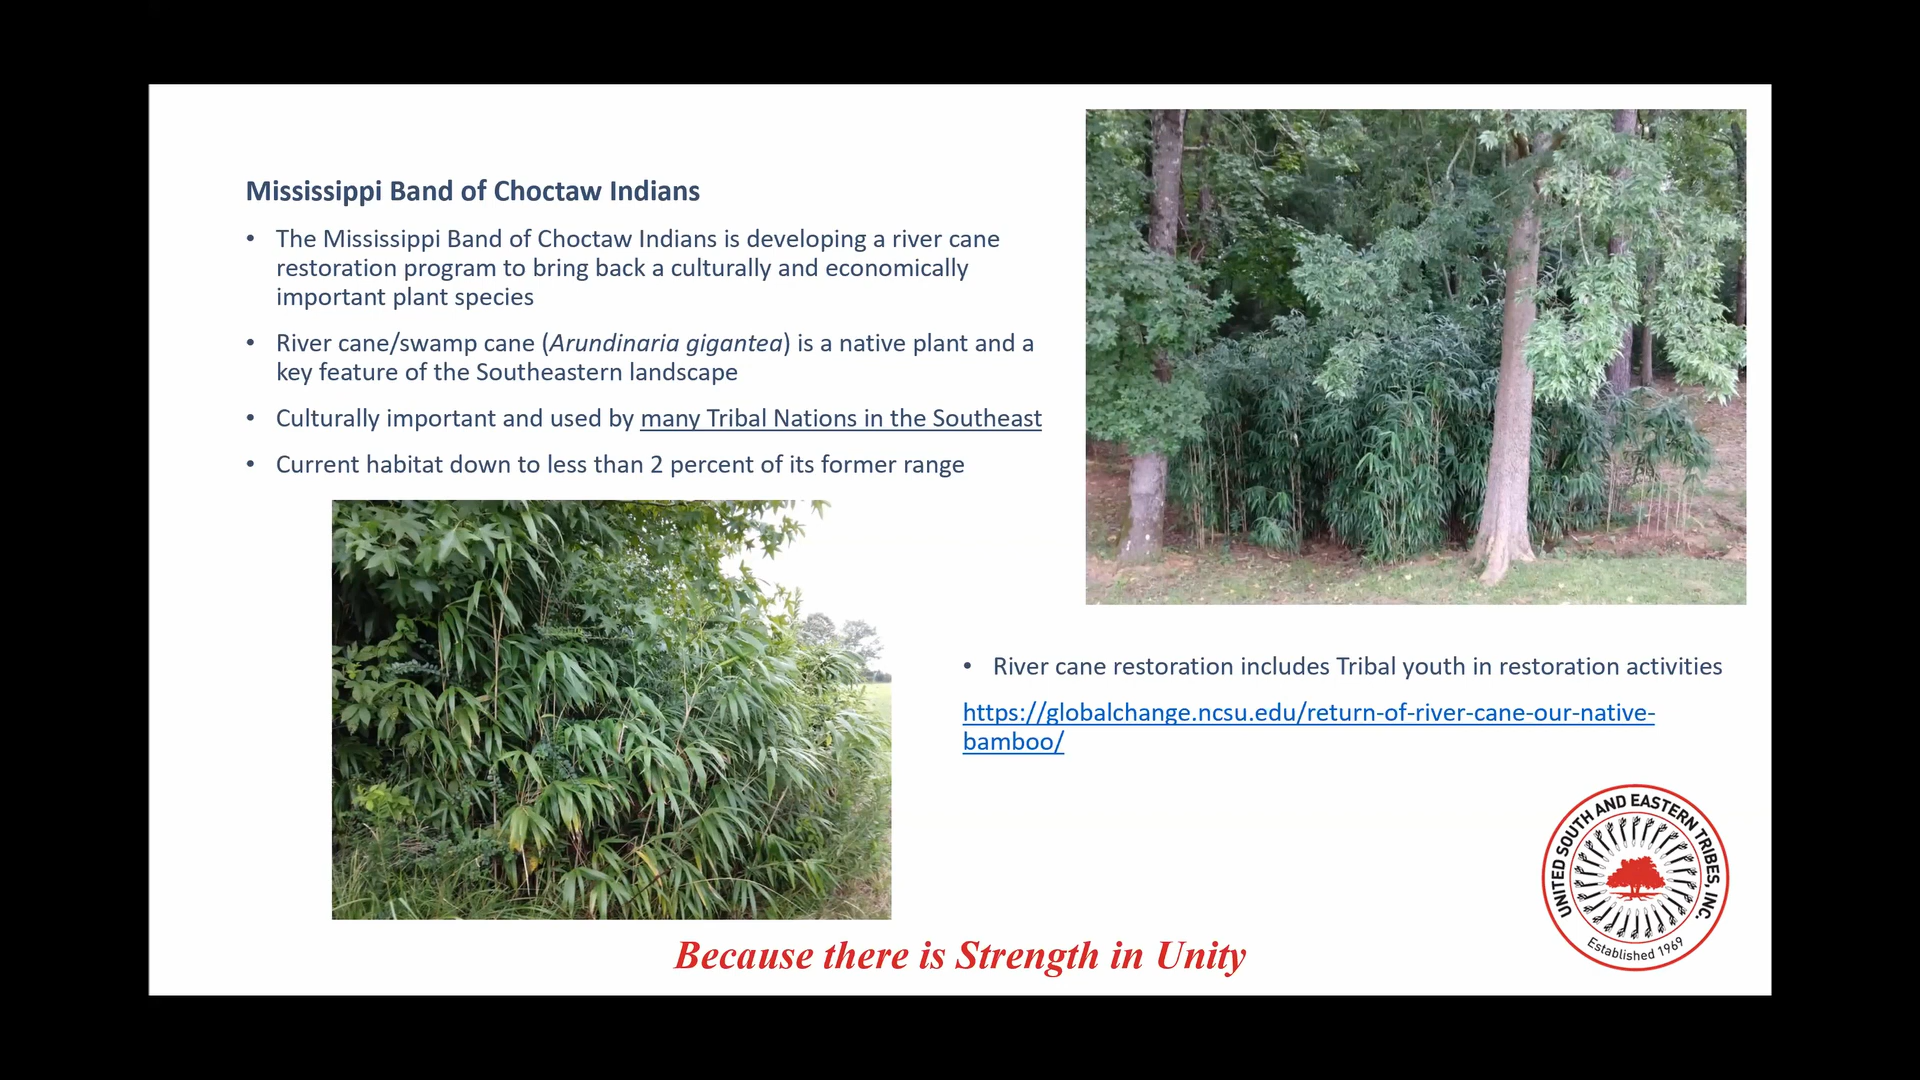 Mississippi Band of Choctaw Indians
• The Mississippi Band of Choctaw Indians is developing a river cane
restoration program to bring back a culturally and economically
important plant species
• River cane/swamp cane (Arundinaria gigantea) is a native plant and a
key feature of the Southeastern landscape
• Culturally important and used by many Tribal Nations in the Southeast
• Current habitat down to less than 2 percent of its former range
• River cane restoration includes Tribal youth in restoration activities
https://globalchange.ncsu.edu/return-of-river-cane-our-native-
bamboo/
UNITED SOUTH AND EASTERN TRIBES, INC.
Established 1969
Because there is Strength in Unity